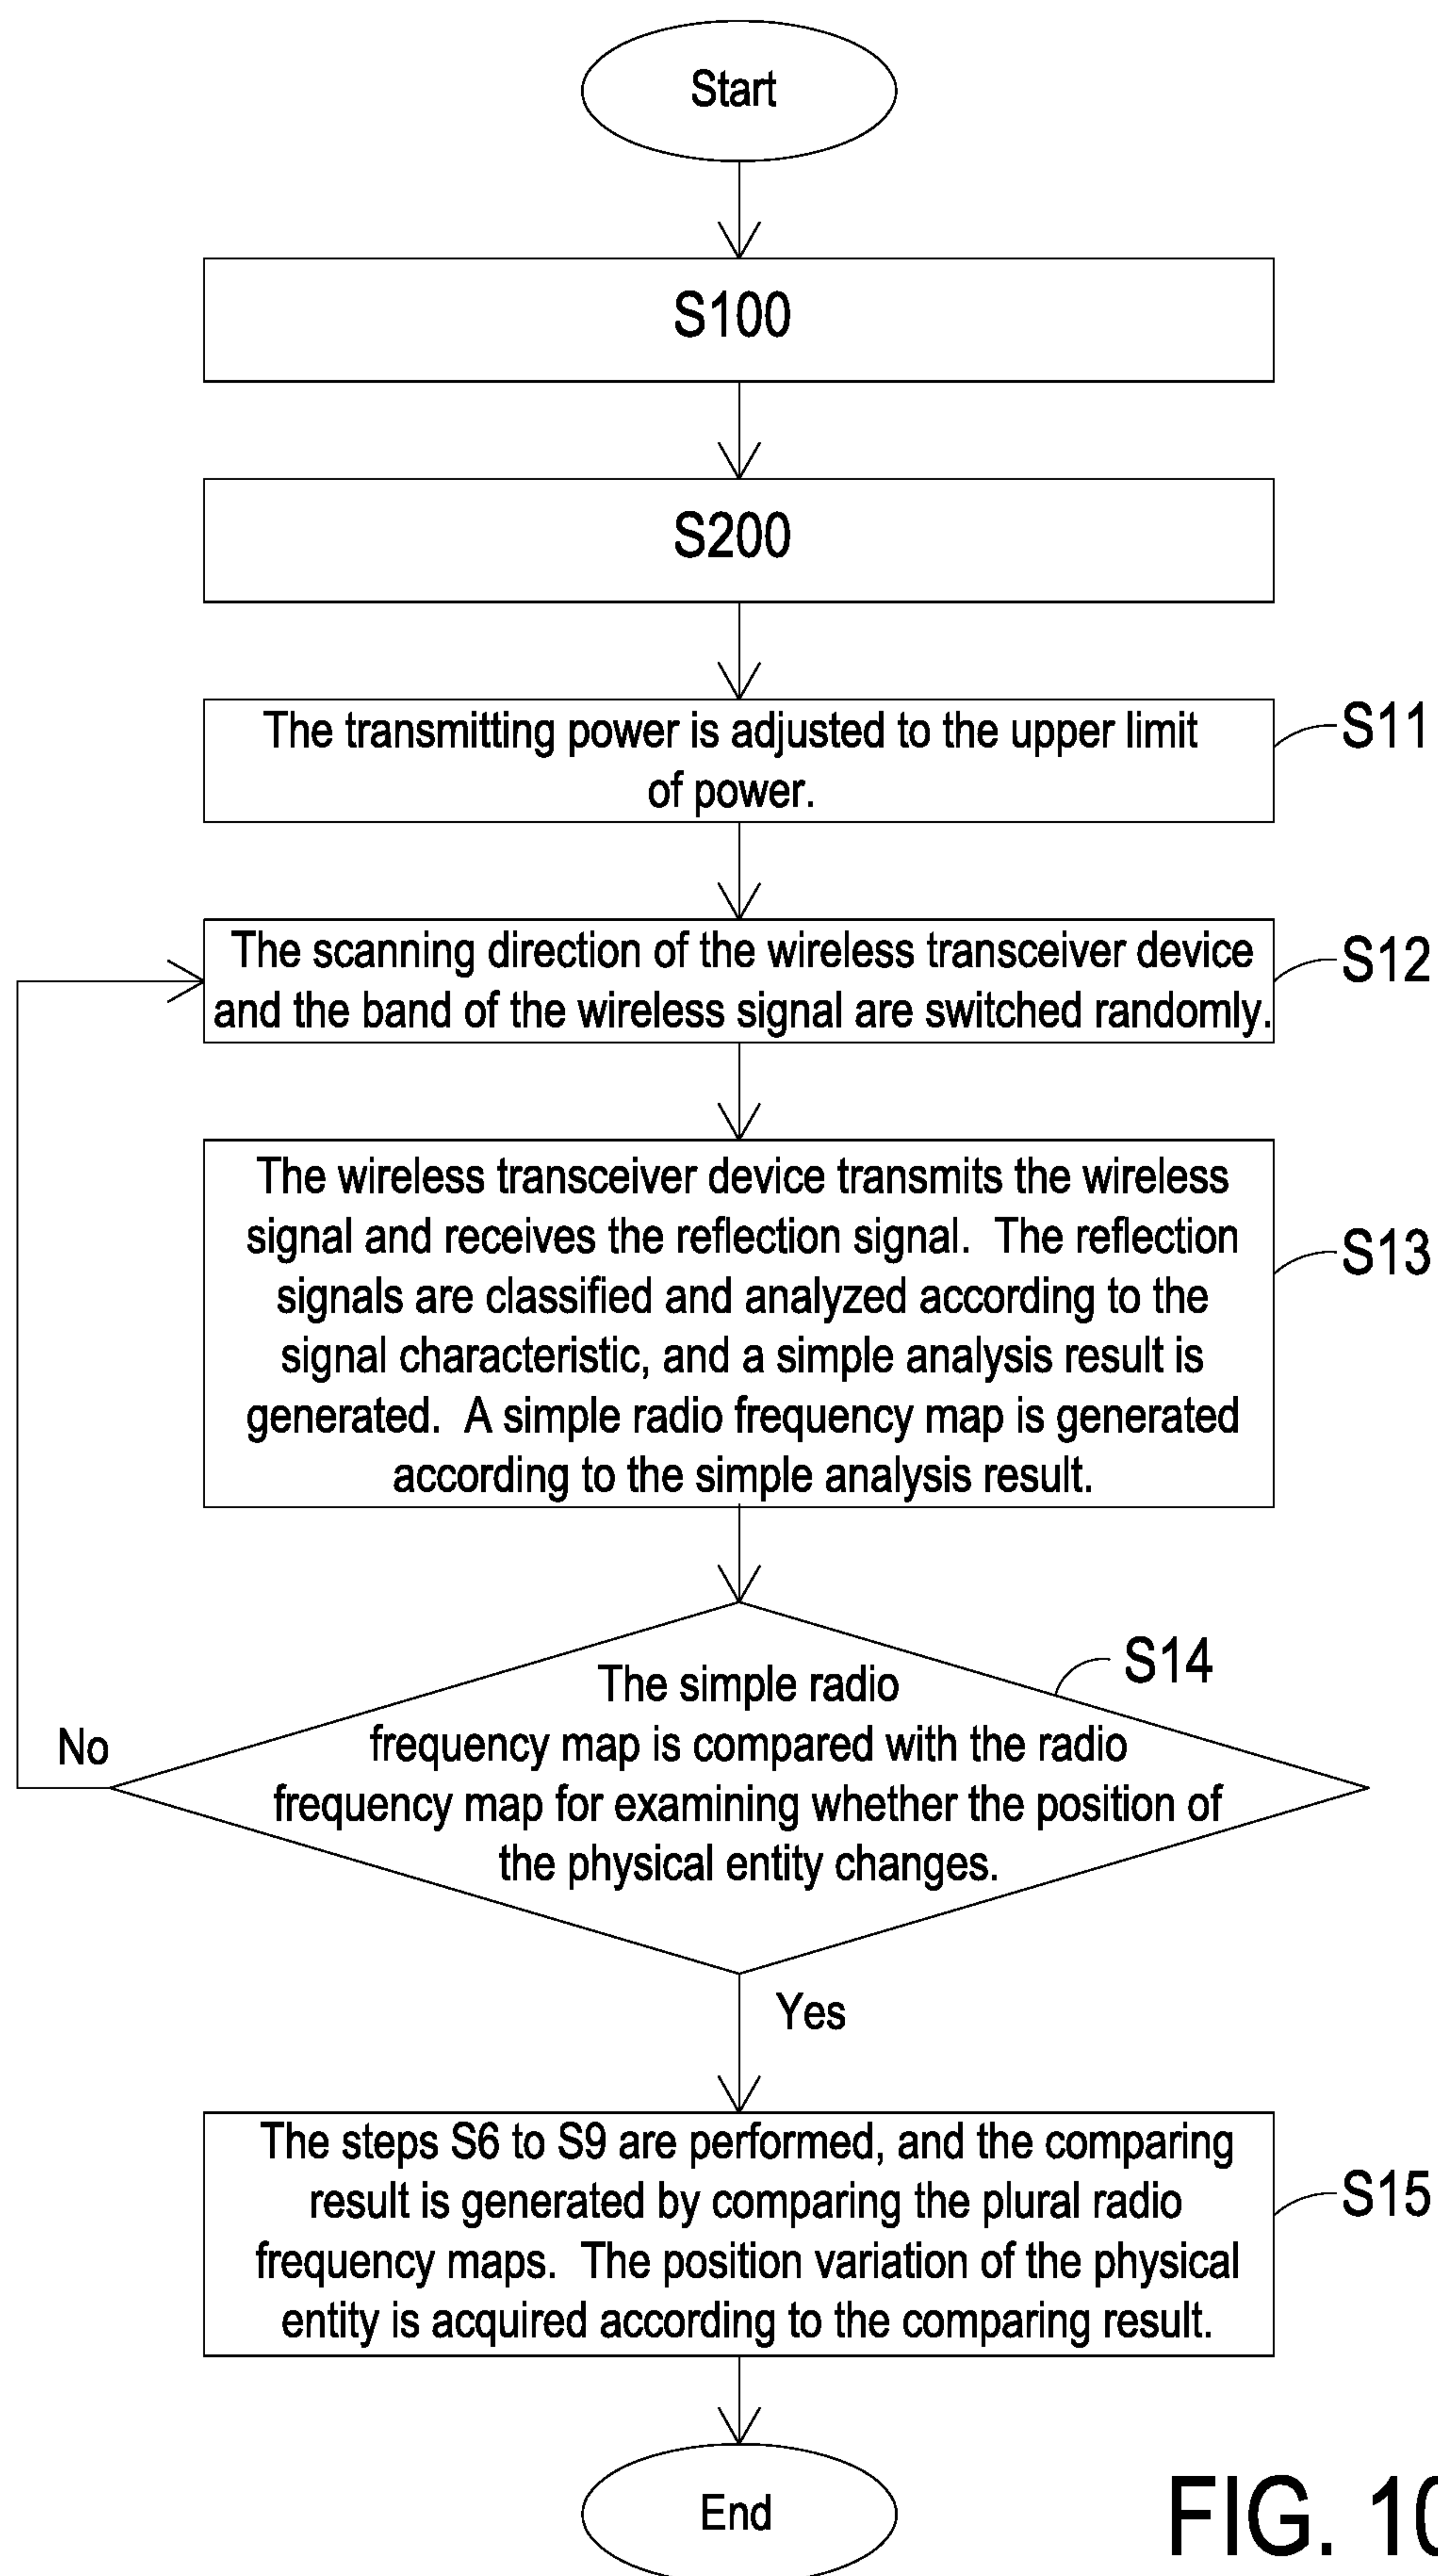 Start
S100
S200
The transmitting power is adjusted to the upper limit
of power.
S11
The scanning direction of the wireless transceiver device
and the band of the wireless signal are switched randomly.
S12
The wireless transceiver device transmits the wireless
signal and receives the reflection signal. The reflection
signals are classified and analyzed according to the
signal characteristic, and a simple analysis result is
generated. A simple radio frequency map is generated
according to the simple analysis result.
S13
The simple radio
frequency map is compared with the radio
frequency map for examining whether the position of
the physical entity changes.
S14
No
Yes
The steps S6 to S9 are performed, and the comparing
result is generated by comparing the plural radio
frequency maps. The position variation of the physical
entity is acquired according to the comparing result.
S15
End
FIG. 10